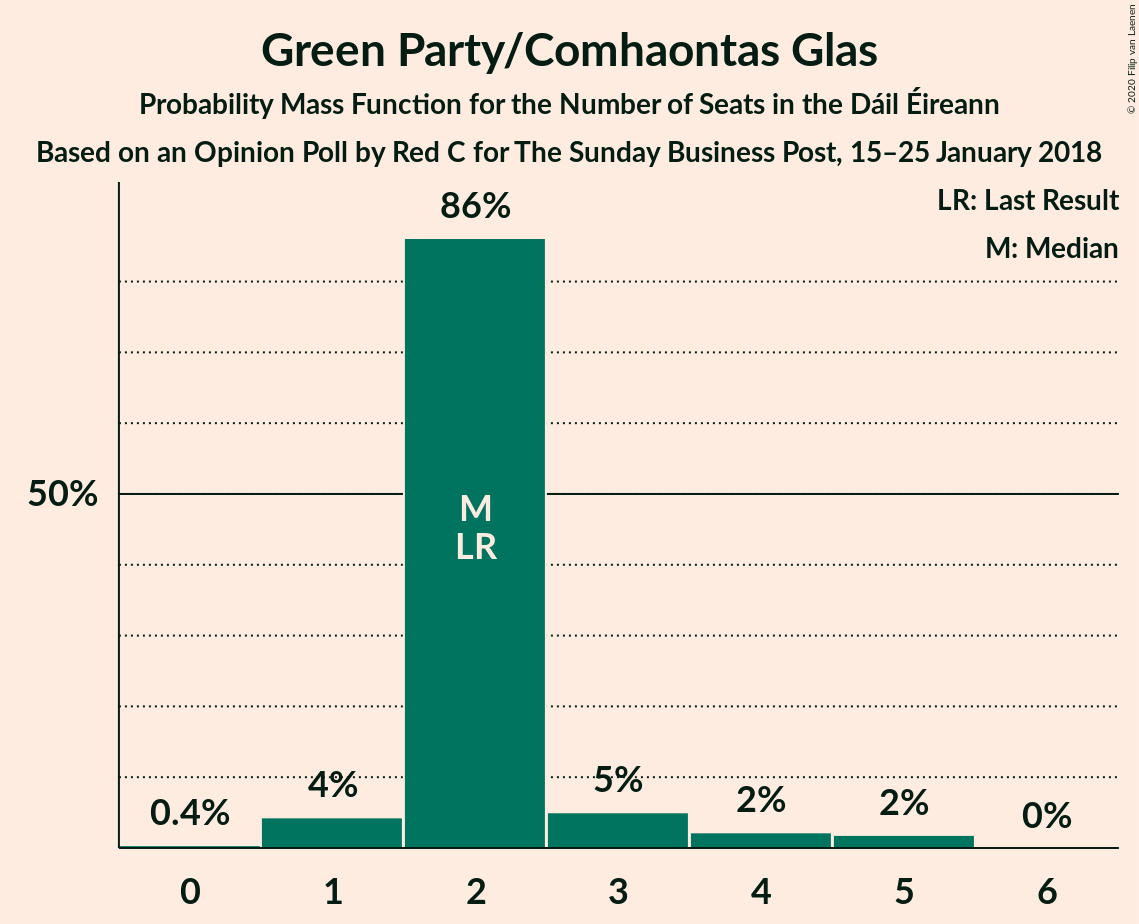 Green Party/Comhaontas Glas
Probability Mass Function for the Number of Seats in the Dáil Éireann
Based on an Opinion Poll by Red C for The Sunday Business Post, 15–25 January 2018
© 2020 Filip van Laenen
LR: Last Result
M: Median
86%
50%
M
LR
0.4%
4%
5%
2%
2%
0%
0 1 2 3 4 5 6